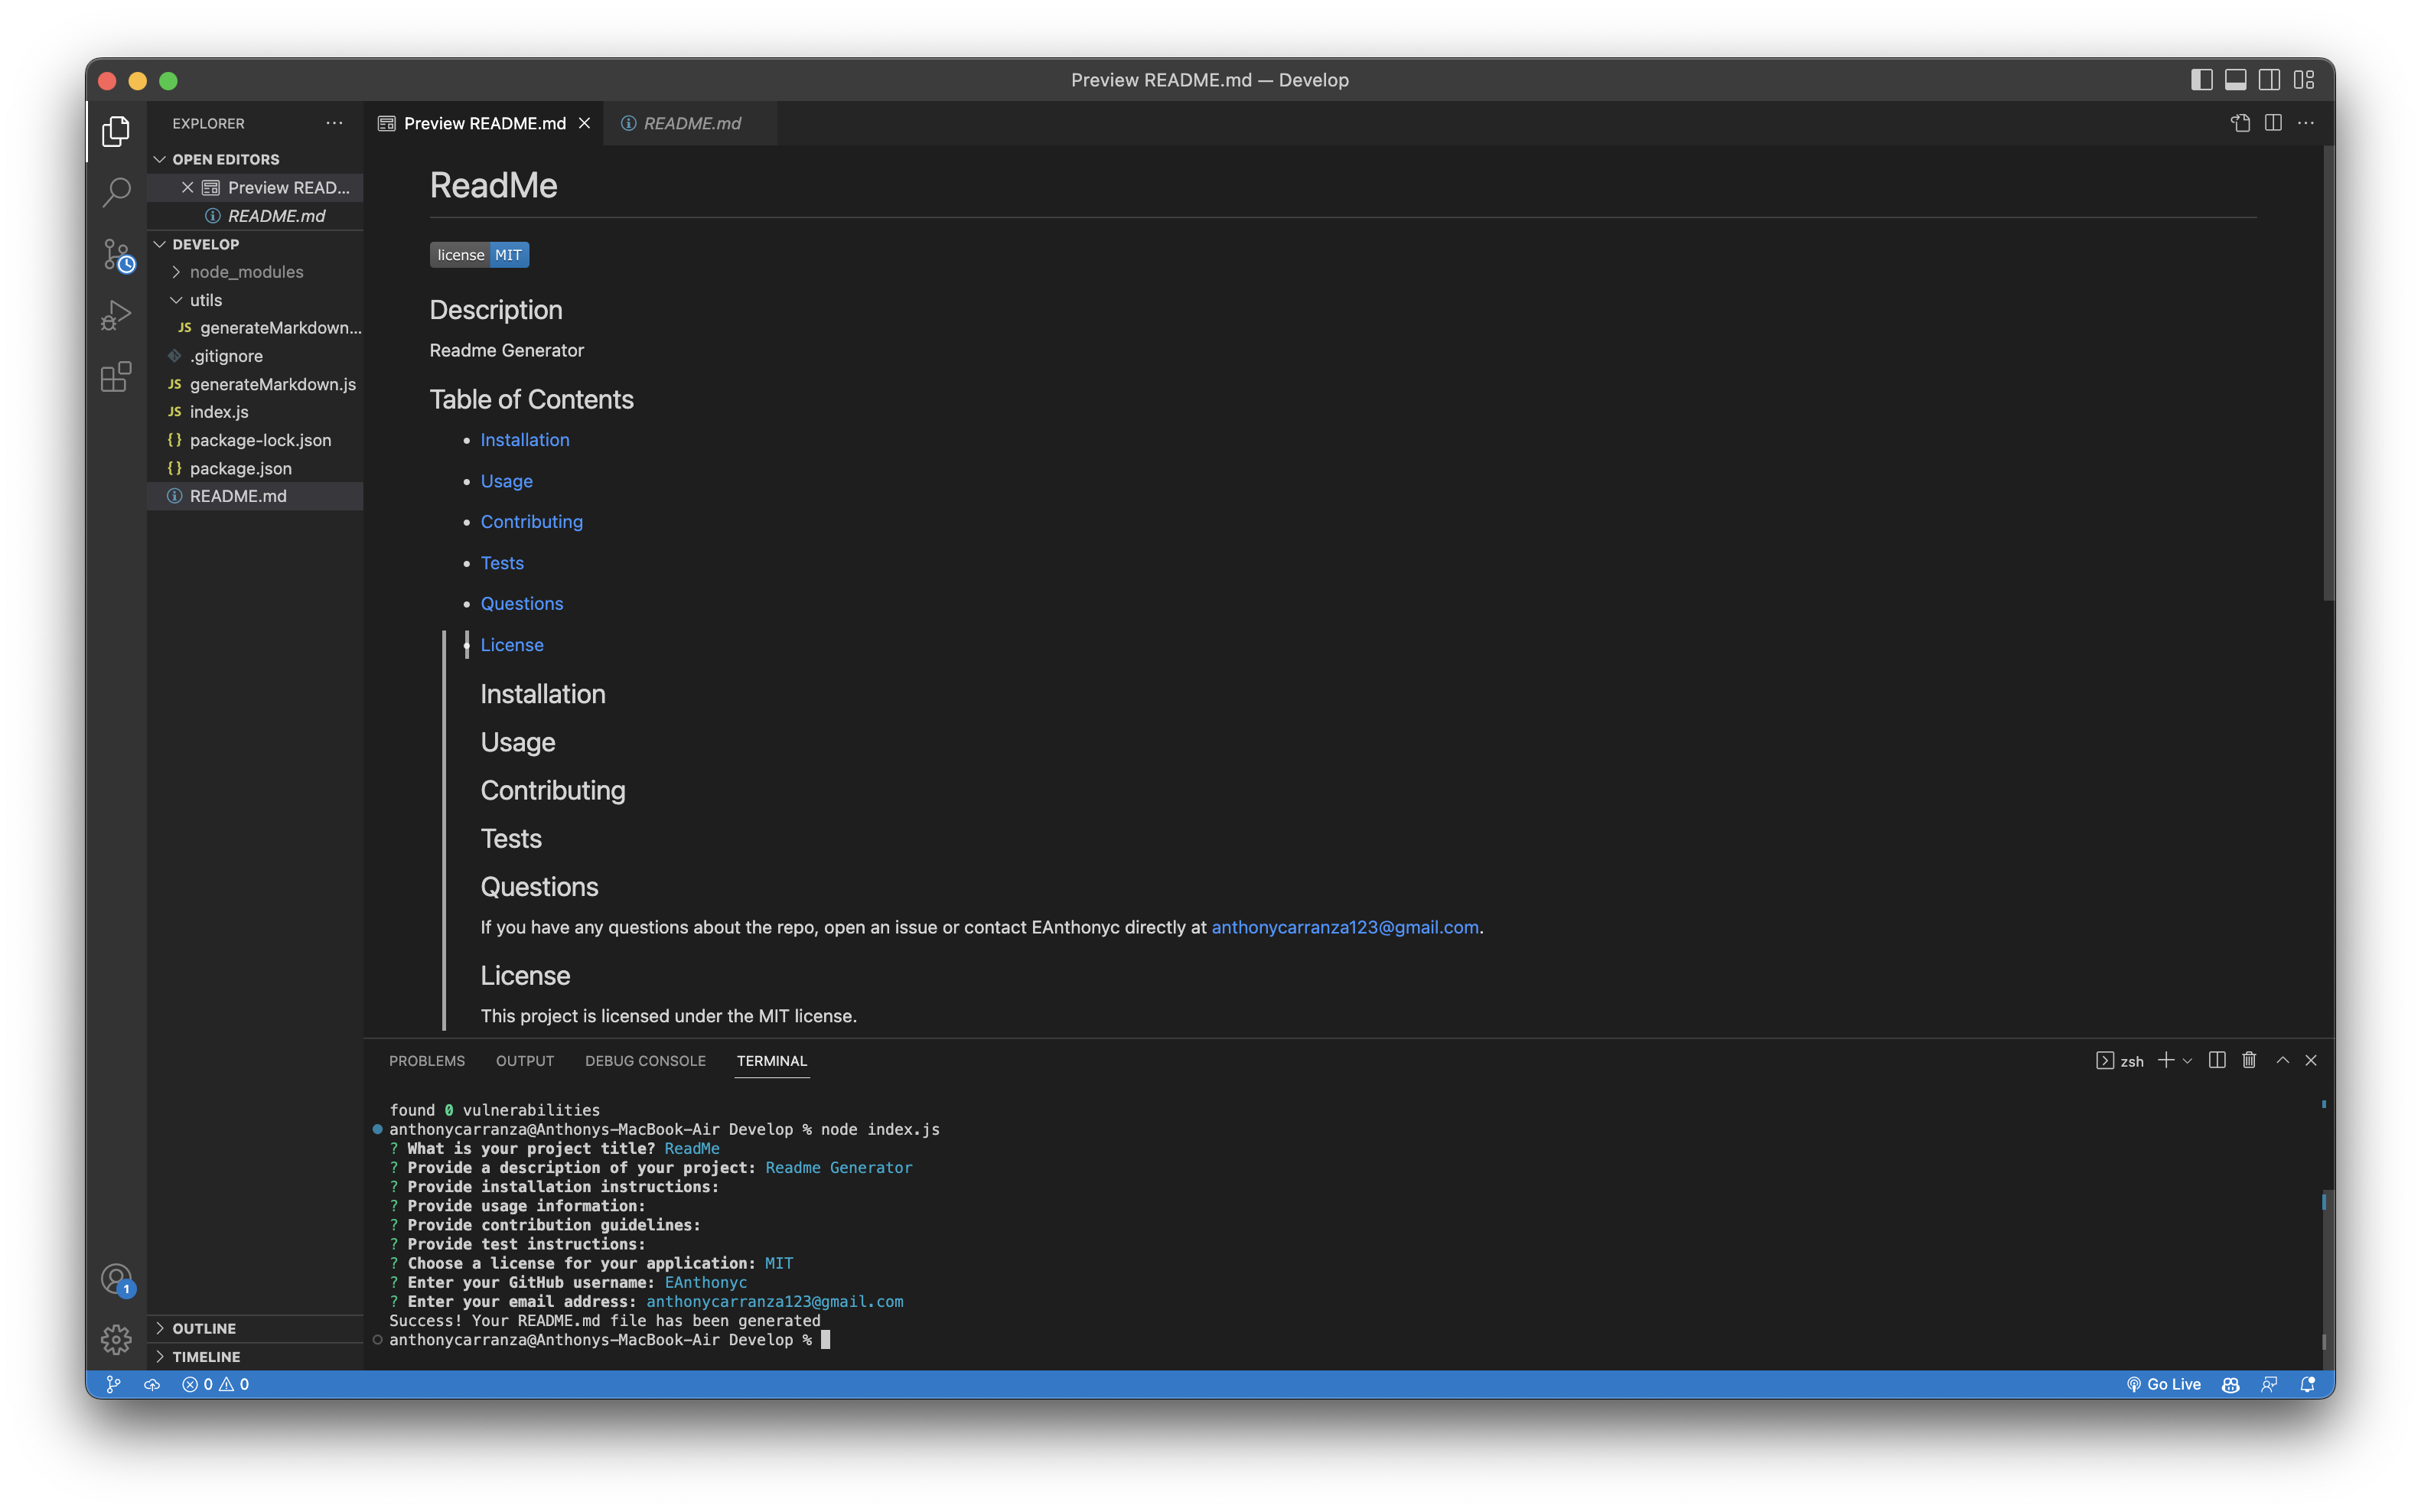 Preview README.md — Develop
EXPLORER
Preview README.md
README.md
OPEN EDITORS
Preview READ...
README.md
DEVELOP
node_modules
utils
JS generateMarkdown...
.gitignore
JS generateMarkdown.js
JS index.js
{} package-lock.json
{} package.json
README.md
OUTLINE
TIMELINE
ReadMe
license MIT
Description
Readme Generator
Table of Contents
• Installation
• Usage
• Contributing
• Tests
• Questions
• License
Installation
Usage
Contributing
Tests
Questions
If you have any questions about the repo, open an issue or contact EAnthonyc directly at anthonycarranza123@gmail.com.
License
This project is licensed under the MIT license.
PROBLEMS OUTPUT DEBUG CONSOLE TERMINAL
zsh
found 0 vulnerabilities
anthonycarranza@Anthonys-MacBook-Air Develop % node index.js
? What is your project title? ReadMe
? Provide a description of your project: Readme Generator
? Provide installation instructions:
? Provide usage information:
? Provide contribution guidelines:
? Provide test instructions:
? Choose a license for your application: MIT
? Enter your GitHub username: EAnthonyc
? Enter your email address: anthonycarranza123@gmail.com
Success! Your README.md file has been generated
anthonycarranza@Anthonys-MacBook-Air Develop %
1
0 0
Go Live